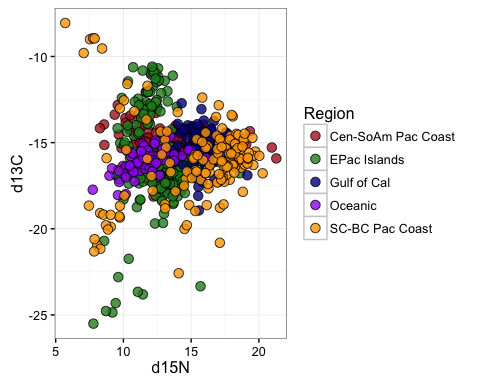 -10
-15
-20
-25
d13C
5
10
15
20
d15N
Region
Cen-SoAm Pac Coast
EPac Islands
Gulf of Cal
Oceanic
SC-BC Pac Coast